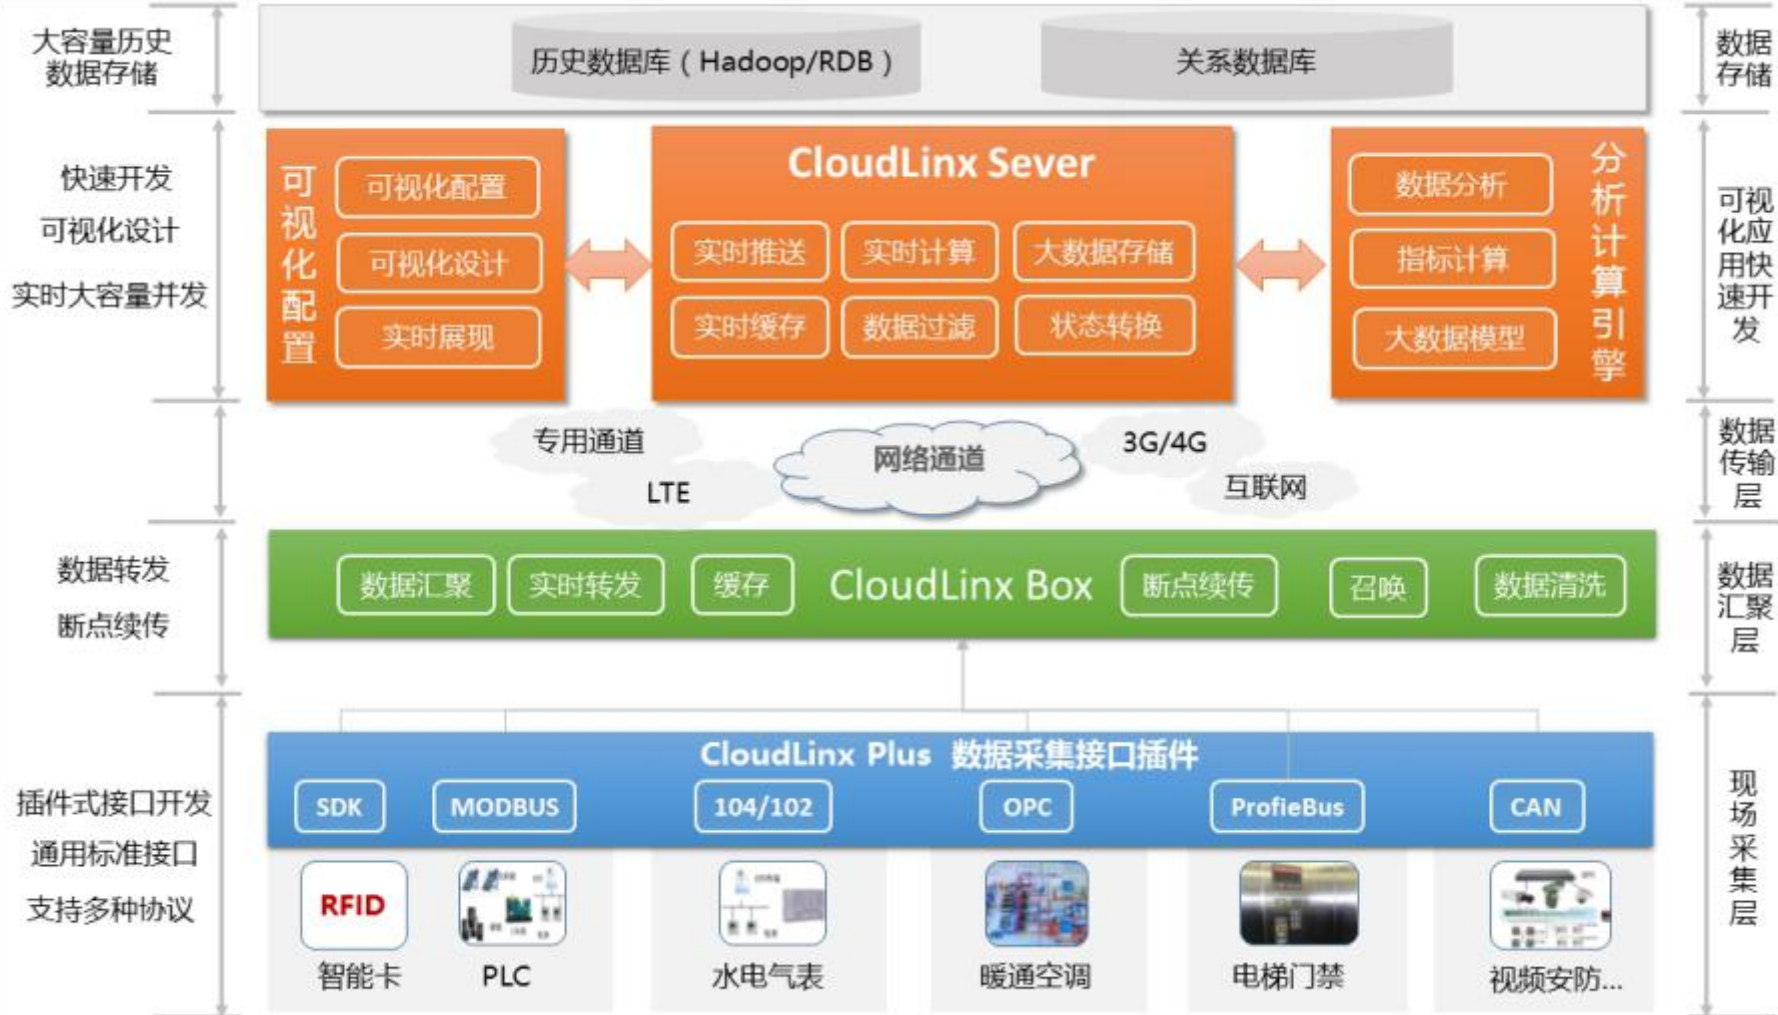 大容量历史
数据存储
历史数据库（Hadoop/RDB）
关系数据库
数据
存储
快速开发
可视化设计
实时大容量并发
可视化配置
可视化配置
可视化设计
实时展现
CloudLinx Sever
实时推送
实时计算
大数据存储
实时缓存
数据过滤
状态转换
数据分析
指标计算
大数据模型
分析计算引擎
可视
化应
用快
速开
发
专用通道
LTE
网络通道
3G/4G
互联网
数据
传输
层
数据转发
断点续传
数据汇聚
实时转发
缓存
CloudLinx Box
断点续传
召唤
数据清洗
数据
汇聚
层
插件式接口开发
通用标准接口
支持多种协议
CloudLinx Plus 数据采集接口插件
SDK
MODBUS
104/102
OPC
ProfieBus
CAN
RFID
智能卡
PLC
水电气表
暖通空调
电梯门禁
视频安防...
现场采集层